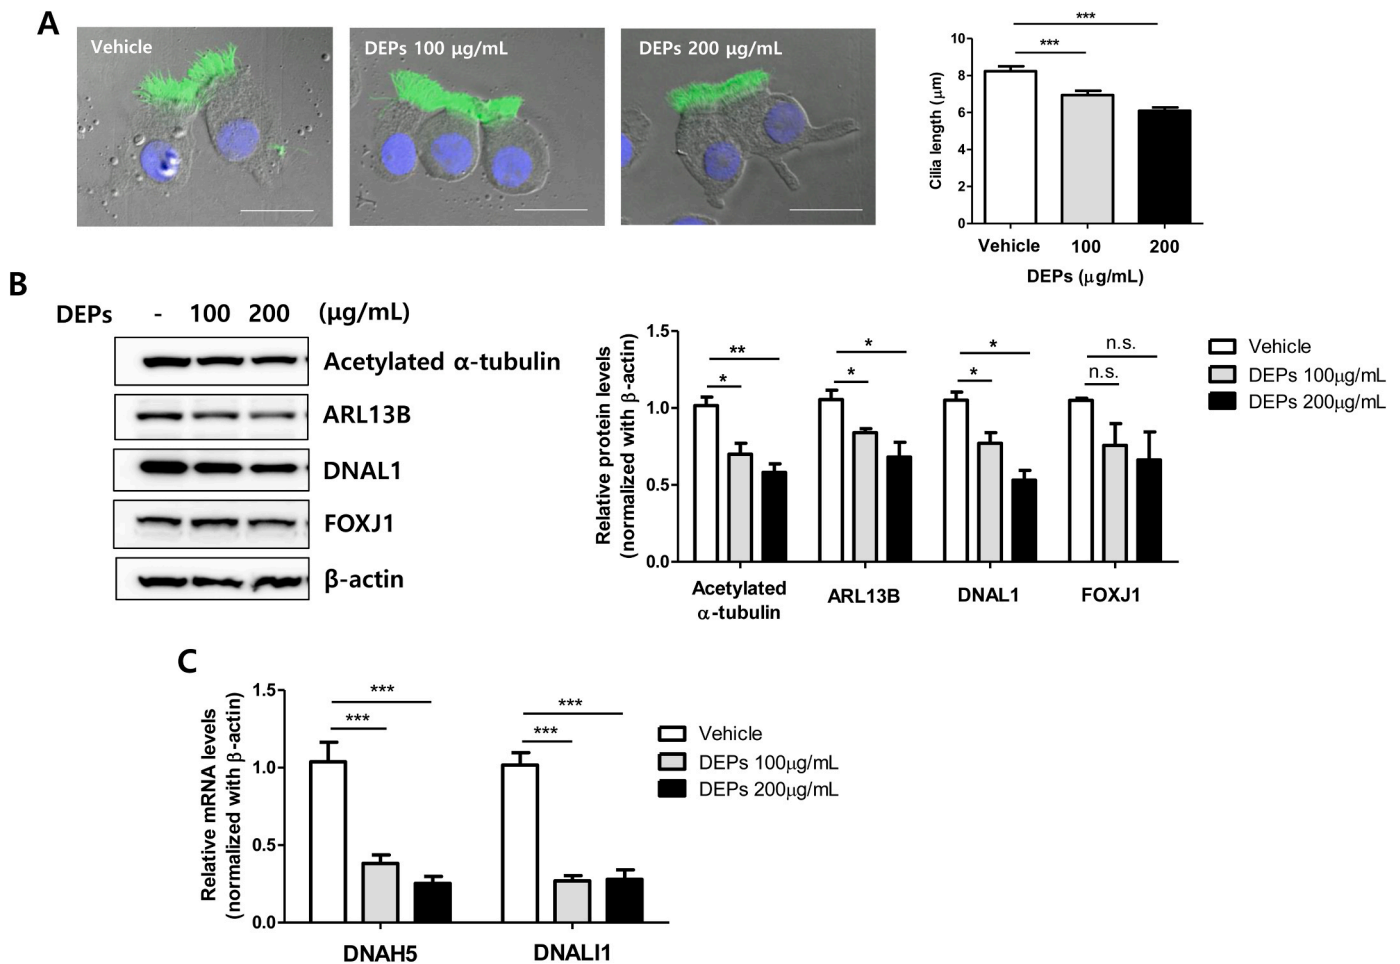 A
Vehicle
DEPs 100 μg/mL
DEPs 200 μg/mL
***
***
Cilia length (μm)
10
8
6
4
2
0
Vehicle 100 200
DEPs (μg/mL)
B
DEPs - 100 200 (μg/mL)
Acetylated α-tubulin
ARL13B
DNAL1
FOXJ1
β-actin
Relative protein levels
(normalized with β-actin)
1.5
1.0
0.5
0.0
** * * n.s.
* * * n.s.
Acetylated
α-tubulin
ARL13B
DNAL1
FOXJ1
Vehicle
DEPs 100μg/mL
DEPs 200μg/mL
C
Relative mRNA levels
(normalized with β-actin)
1.5
1.0
0.5
0.0
*** ***
*** ***
DNAH5 DNALI1
Vehicle
DEPs 100μg/mL
DEPs 200μg/mL